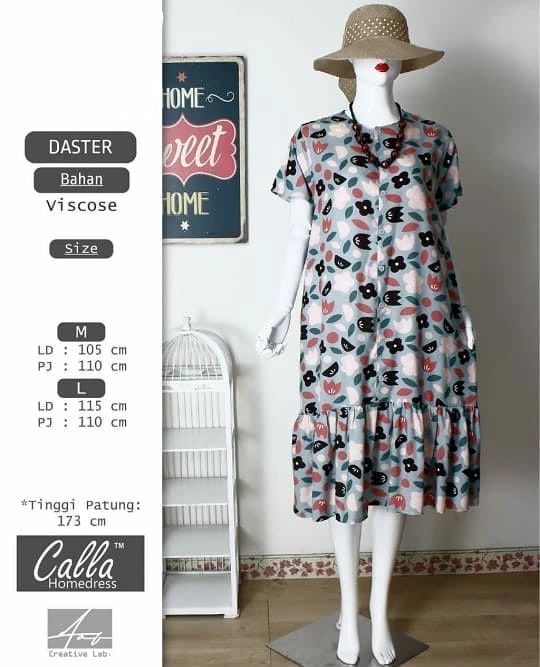 DASTER
Bahan
Viscose
Size
M
LD : 105 cm
PJ : 110 cm
L
LD : 115 cm
PJ : 110 cm
*Tinggi Patung:
173 cm
Calla™
Homedress
Creative Lab.
HOME
Sweet
HOME